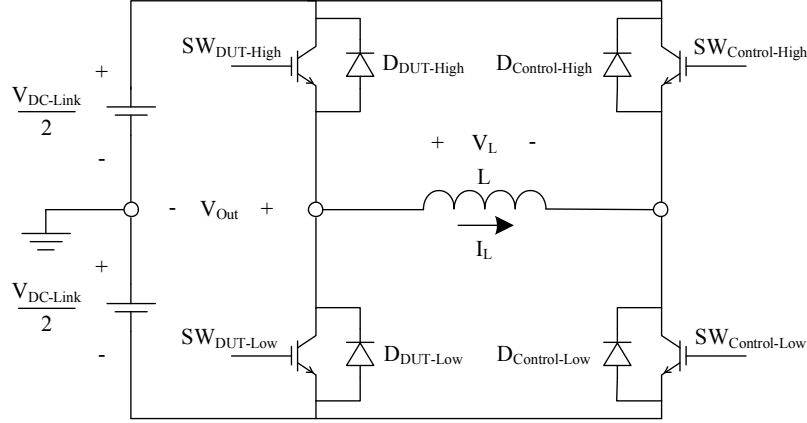 SW_DUT-High
D_DUT-High
D_Control-High
SW_Control-High
+
V_DC-Link
2
-
+ V_L -
L
I_L
- V_Out +
+
V_DC-Link
2
-
SW_DUT-Low
D_DUT-Low
D_Control-Low
SW_Control-Low